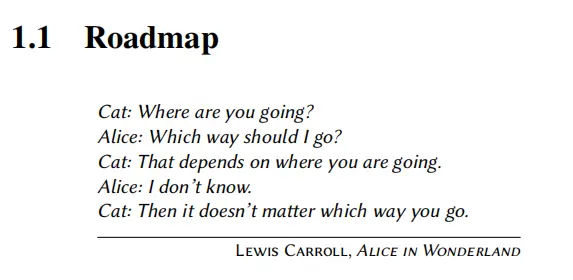 1.1 Roadmap
Cat: Where are you going?
Alice: Which way should I go?
Cat: That depends on where you are going.
Alice: I don’t know.
Cat: Then it doesn’t matter which way you go.
Lewis Carroll, Alice in Wonderland